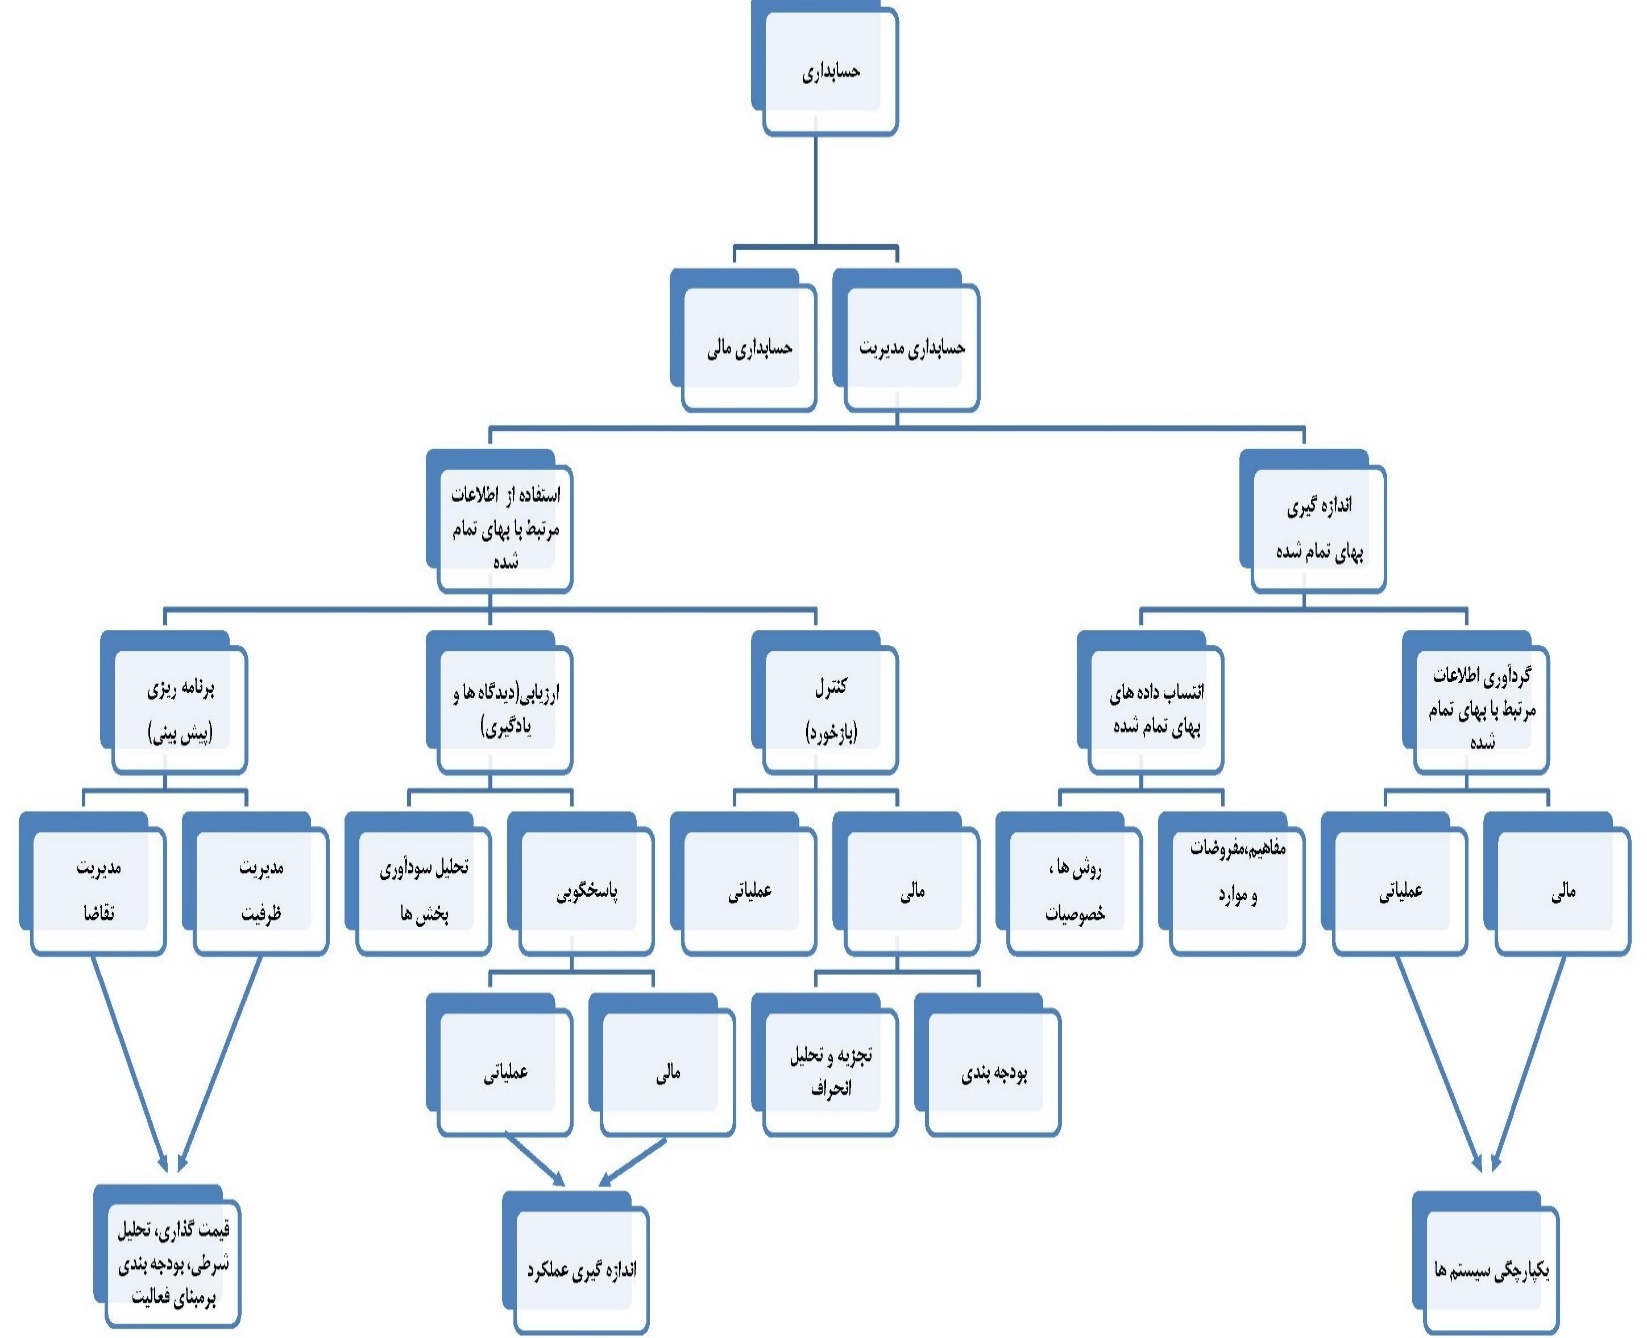 حسابداری
حسابداری مدیریت
حسابداری مالی
اندازه گیری
بهای تمام شده
استفاده از اطلاعات
مرتبط با بهای تمام
شده
گردآوری اطلاعات
مرتبط با بهای تمام
شده
انتساب داده های
بهای تمام شده
کنترل
(بازخورد)
ارزیابی(دیدگاه ها و
یادگیری)
برنامه ریزی
(پیش بینی)
مالی
عملیاتی
مفاهیم،مفروضات
و موارد
روش ها ،
خصوصیات
مالی
عملیاتی
پاسخگویی
تحلیل سودآوری
بخش ها
مدیریت
ظرفیت
مدیریت
تقاضا
بودجه بندی
تجزیه و تحلیل
انحراف
مالی
عملیاتی
یکپارچگی سیستم ها
اندازه گیری عملکرد
قیمت گذاری، تحلیل
شرطی، بودجه بندی
برمبنای فعالیت